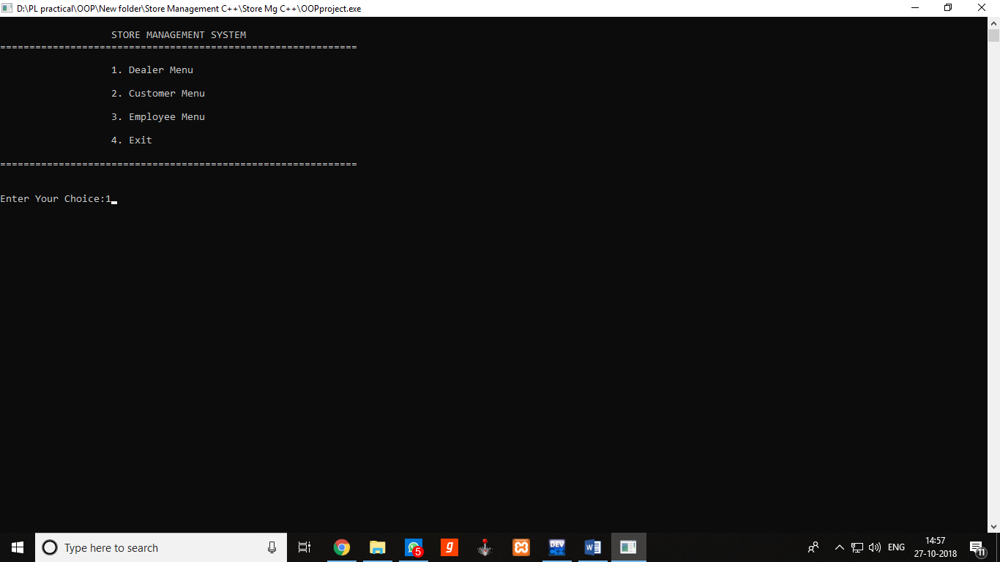 D:\PL practical\OOP\New folder\Store Management C++\Store Mg C++\OOPproject.exe
STORE MANAGEMENT SYSTEM
=============================================================
1. Dealer Menu
2. Customer Menu
3. Employee Menu
4. Exit
=============================================================
Enter Your Choice:1
Type here to search
5
g
DEV
W
ENG
14:57
27-10-2018
11